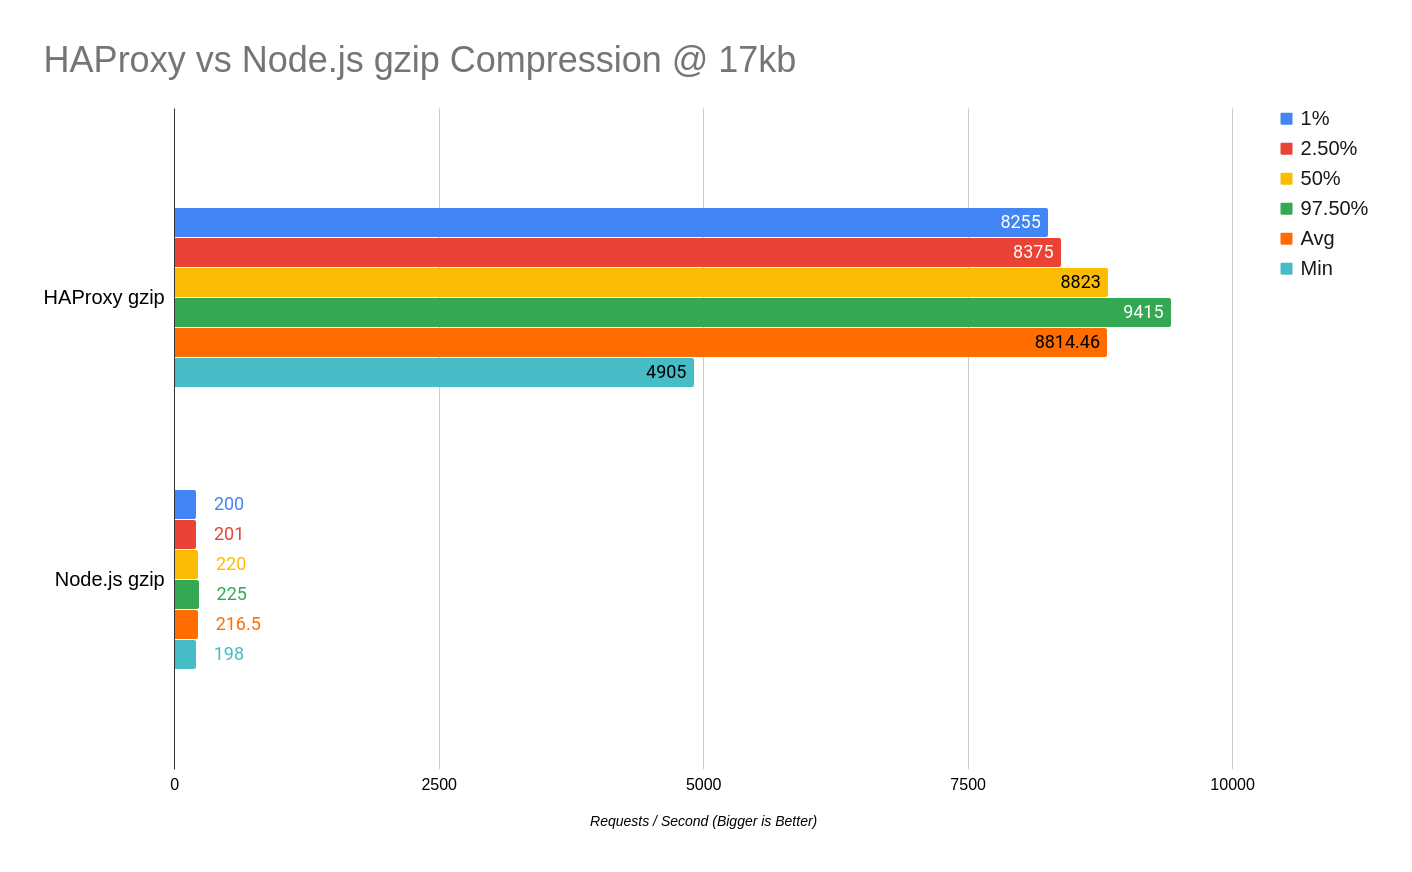 HAProxy vs Node.js gzip Compression @ 17kb
1%
2.50%
50%
97.50%
Avg
Min
HAProxy gzip
8255
8375
8823
9415
8814.46
4905
Node.js gzip
200
201
220
225
216.5
198
0 2500 5000 7500 10000
Requests / Second (Bigger is Better)